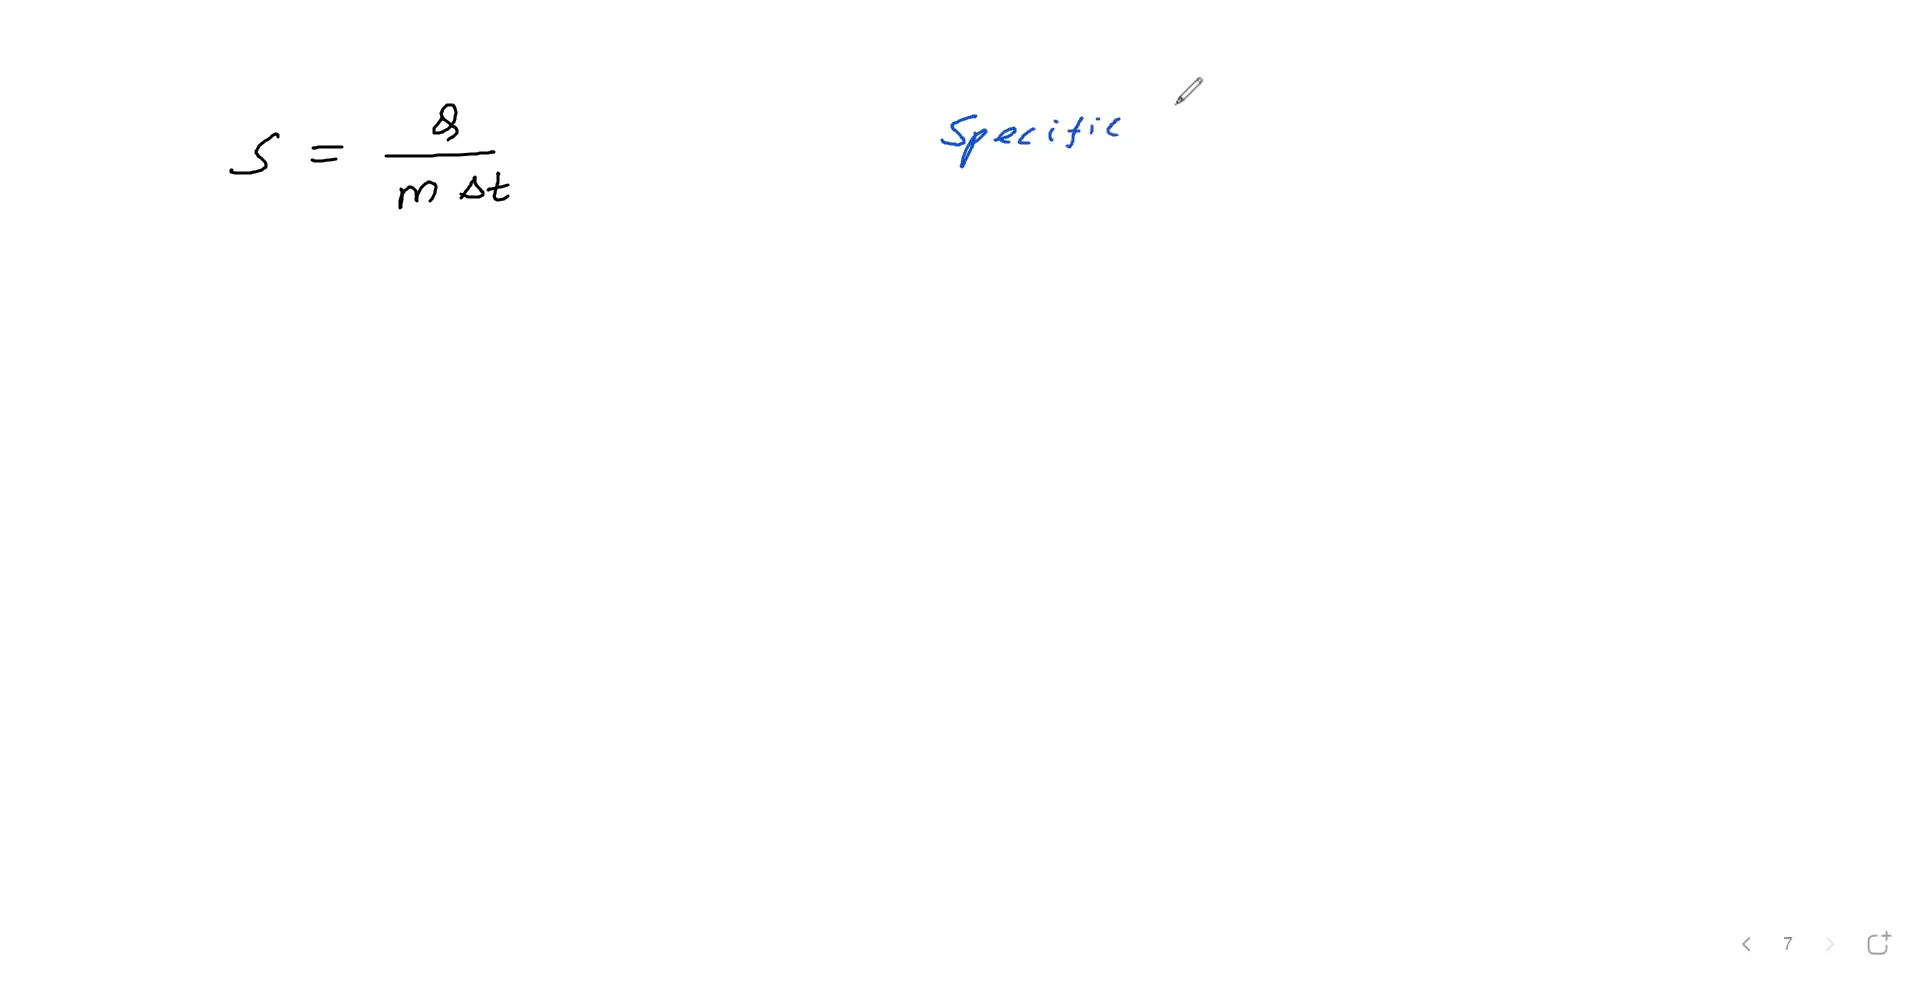 S = Q / m Δt
Specific
7